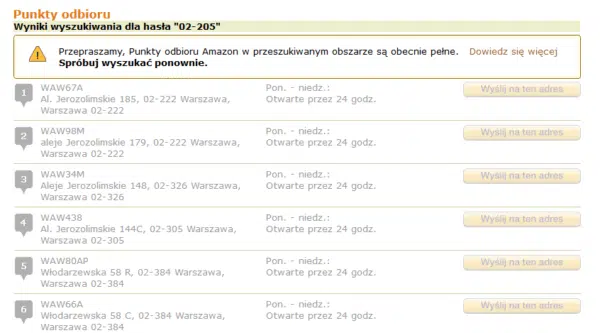 Punkty odbioru
Wyniki wyszukiwania dla hasła "02-205"
Przepraszamy, Punkty odbioru Amazon w przeszukiwanym obszarze są obecnie pełne. Dowiedz się więcej
Spróbuj wyszukać ponownie.
1 WAW67A Pon. - niedz.: Wyślij na ten adres
Al. Jerozolimskie 185, 02-222 Warszawa, Otwarte przez 24 godz.
Warszawa 02-222
2 WAW98M Pon. - niedz.: Wyślij na ten adres
aleje Jerozolimskie 179, 02-222 Warszawa, Otwarte przez 24 godz.
Warszawa 02-222
3 WAW34M Pon. - niedz.: Wyślij na ten adres
Aleje Jerozolimskie 148, 02-326 Warszawa, Otwarte przez 24 godz.
Warszawa 02-326
4 WAW438 Pon. - niedz.: Wyślij na ten adres
Al. Jerozolimskie 144C, 02-305 Warszawa, Otwarte przez 24 godz.
Warszawa 02-305
5 WAW80AP Pon. - niedz.: Wyślij na ten adres
Włodarzewska 58 R, 02-384 Warszawa, Otwarte przez 24 godz.
Warszawa 02-384
6 WAW66A Pon. - niedz.: Wyślij na ten adres
Włodarzewska 58 C, 02-384 Warszawa, Otwarte przez 24 godz.
Warszawa 02-384